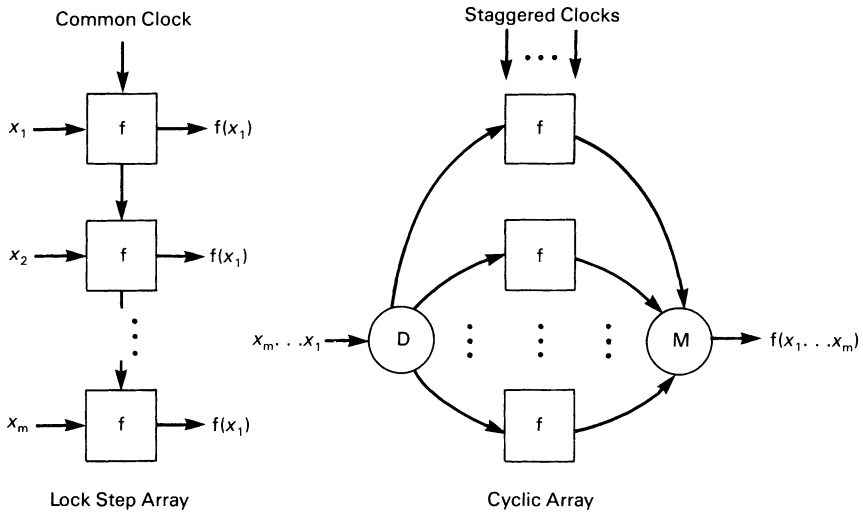 Common Clock
x₁
f
f(x₁)
x₂
f
f(x₁)
xₘ
f
f(x₁)
Lock Step Array
Staggered Clocks
f
f
xₘ...x₁
D
M
f(x₁...xₘ)
f
Cyclic Array